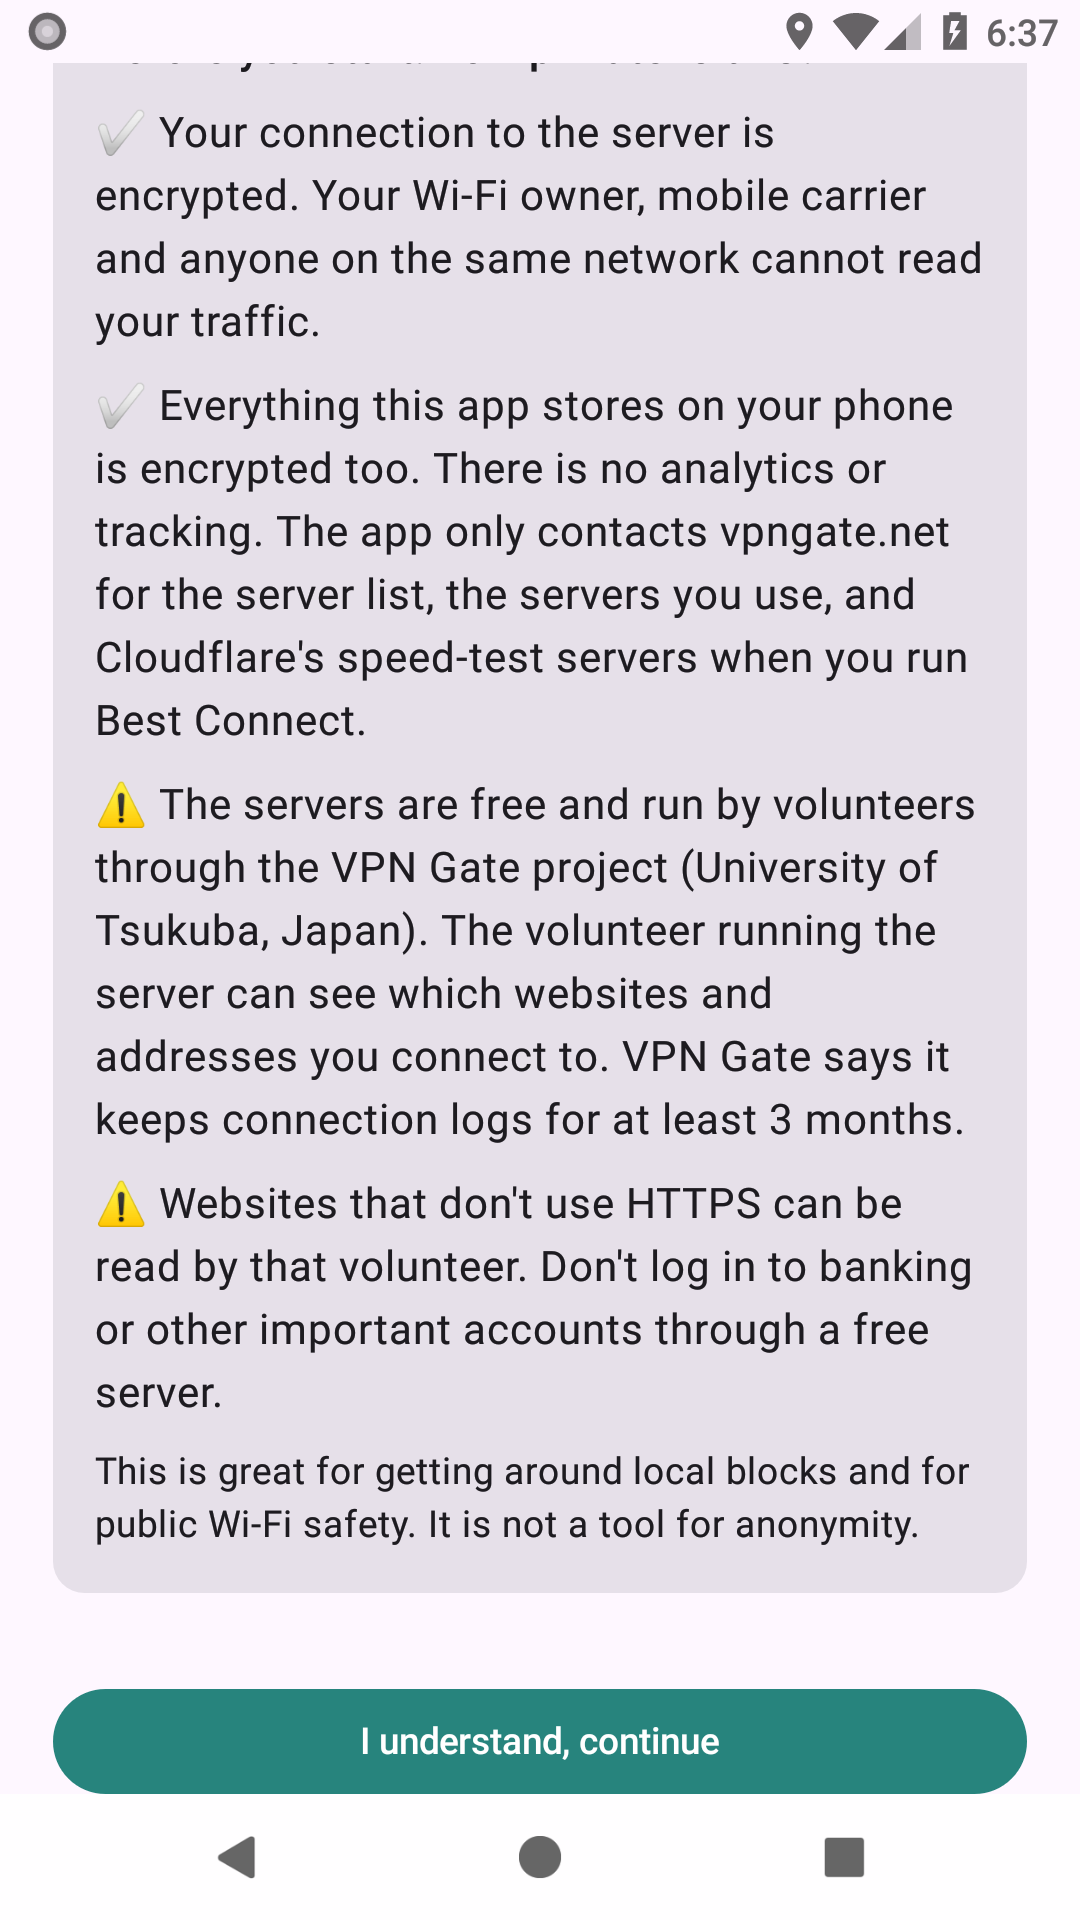 6:37
✔️ Your connection to the server is
encrypted. Your Wi-Fi owner, mobile carrier
and anyone on the same network cannot read
your traffic.
✔️ Everything this app stores on your phone
is encrypted too. There is no analytics or
tracking. The app only contacts vpngate.net
for the server list, the servers you use, and
Cloudflare's speed-test servers when you run
Best Connect.
⚠️ The servers are free and run by volunteers
through the VPN Gate project (University of
Tsukuba, Japan). The volunteer running the
server can see which websites and
addresses you connect to. VPN Gate says it
keeps connection logs for at least 3 months.
⚠️ Websites that don't use HTTPS can be
read by that volunteer. Don't log in to banking
or other important accounts through a free
server.
This is great for getting around local blocks and for
public Wi-Fi safety. It is not a tool for anonymity.
I understand, continue